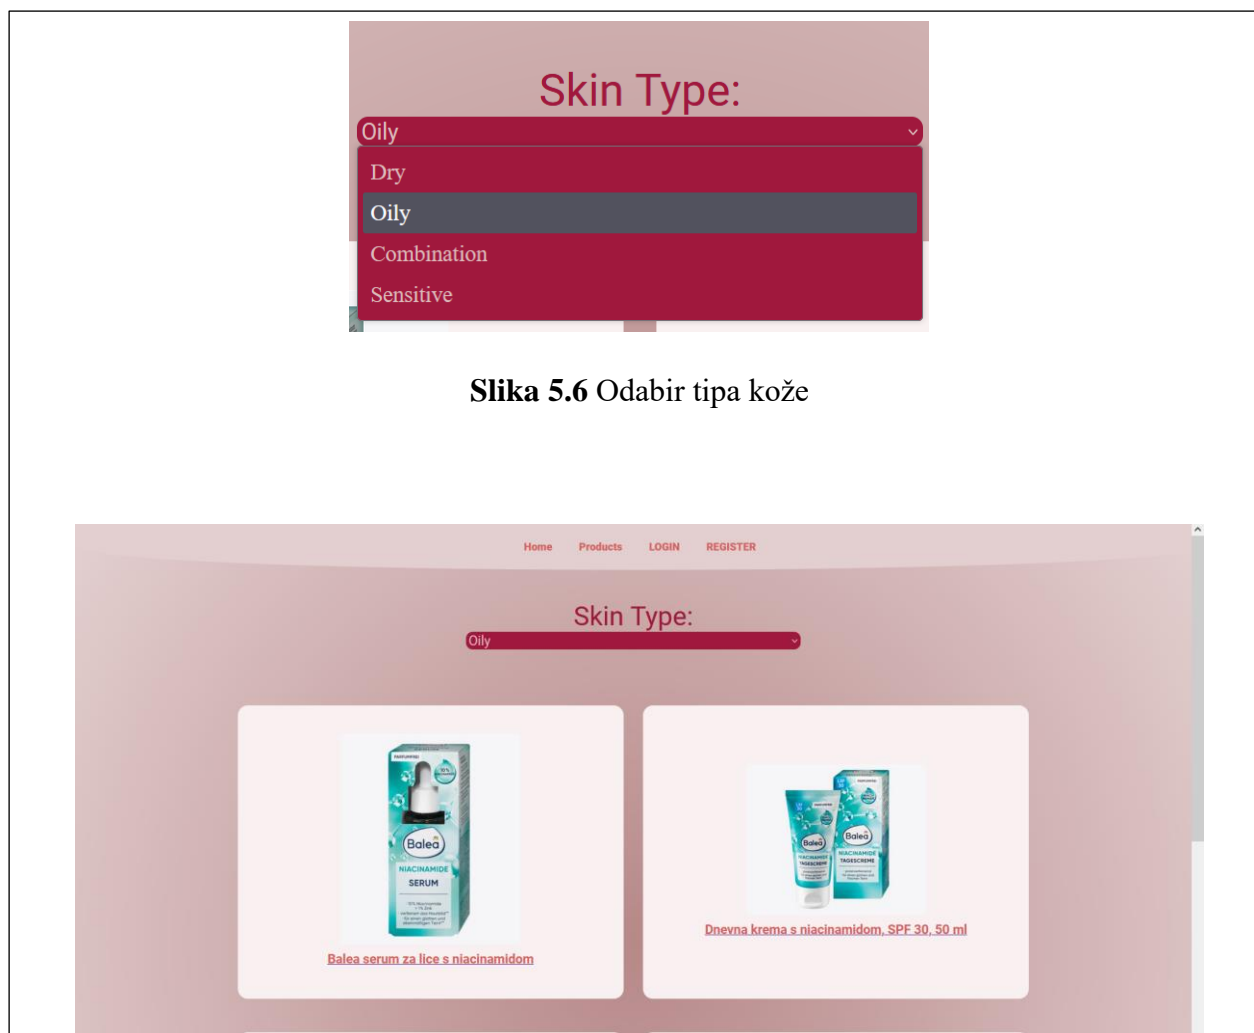 Skin Type:
Oily
Dry
Oily
Combination
Sensitive
Slika 5.6 Odabir tipa kože
Home Products LOGIN REGISTER
Skin Type:
Oily
Balea
NIACINAMIDE
SERUM
Balea serum za lice s niacinamidom
Balea
NIACINAMIDE
TAGESCREME
Balea
NIACINAMIDE
TAGESCREME
Dnevna krema s niacinamidom, SPF 30, 50 ml